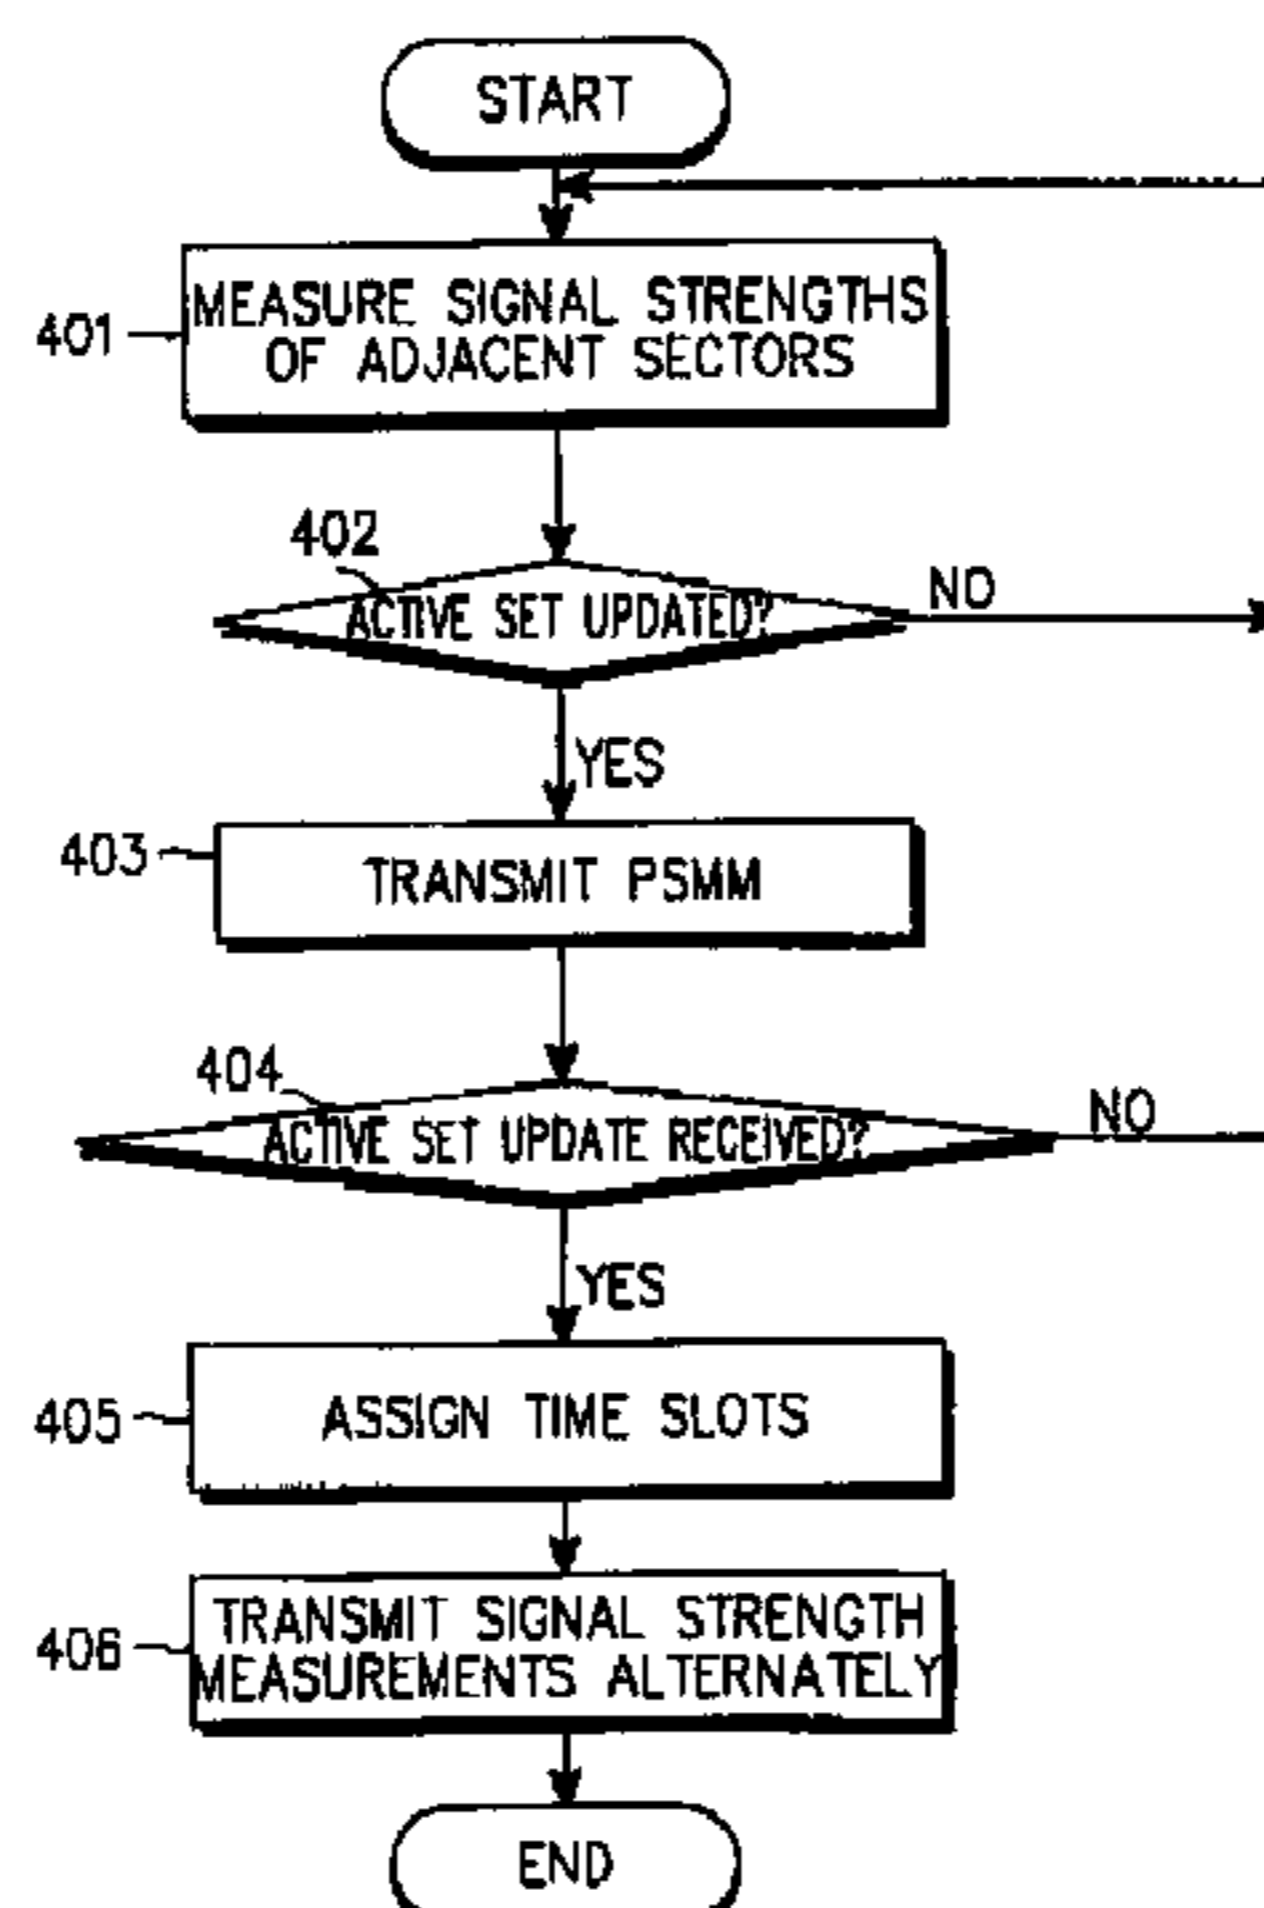 START
401
MEASURE SIGNAL STRENGTHS
OF ADJACENT SECTORS
402
ACTIVE SET UPDATED?
NO
YES
403
TRANSMIT PSMM
404
ACTIVE SET UPDATE RECEIVED?
NO
YES
405
ASSIGN TIME SLOTS
406
TRANSMIT SIGNAL STRENGTH
MEASUREMENTS ALTERNATELY
END